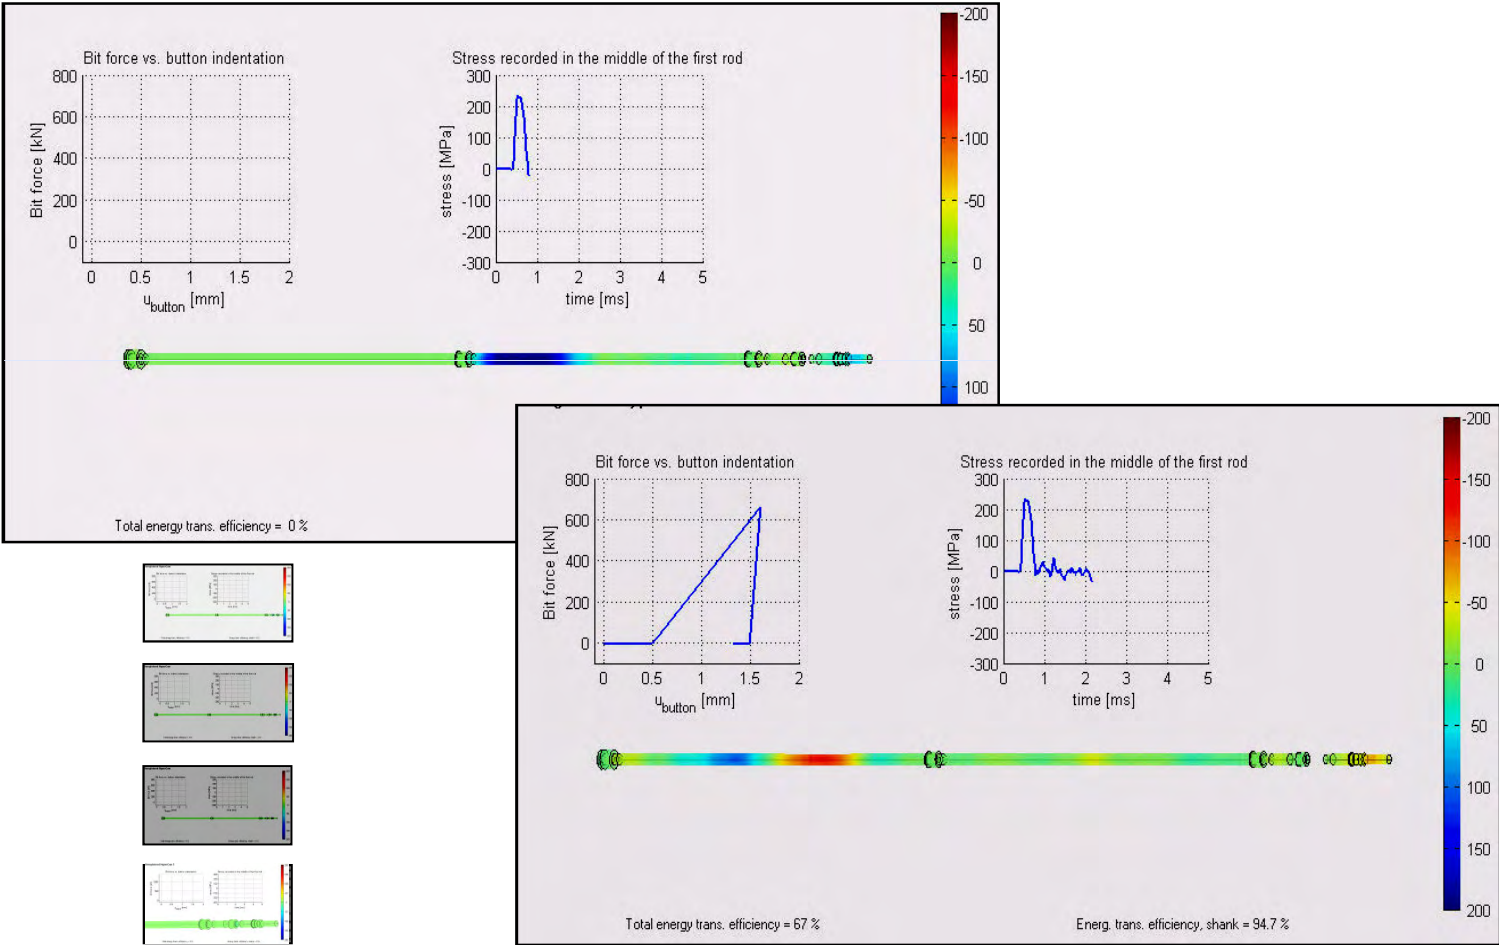 Bit force vs. button indentation
800
600
400
200
0
Bit force [kN]
0 0.5 1 1.5 2
u_button [mm]
Stress recorded in the middle of the first rod
300
200
100
0
-100
-200
-300
stress [MPa]
0 1 2 3 4 5
time [ms]
-200
-150
-100
-50
0
50
100
Total energy trans. efficiency = 0 %
Bit force vs. button indentation
800
600
400
200
0
Bit force [kN]
0 0.5 1 1.5 2
u_button [mm]
Stress recorded in the middle of the first rod
300
200
100
0
-100
-200
-300
stress [MPa]
0 1 2 3 4 5
time [ms]
-200
-150
-100
-50
0
50
100
150
200
Total energy trans. efficiency = 67 %
Energ. trans. efficiency, shank = 94.7 %